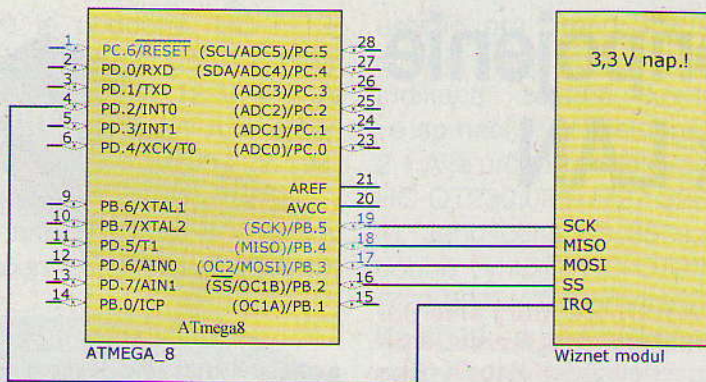 1 PC.6/RESET (SCL/ADC5)/PC.5 28
2 PD.0/RXD (SDA/ADC4)/PC.4 27
3 PD.1/TXD (ADC3)/PC.3 26
4 PD.2/INT0 (ADC2)/PC.2 25
5 PD.3/INT1 (ADC1)/PC.1 24
6 PD.4/XCK/T0 (ADC0)/PC.0 23
AREF 21
9 PB.6/XTAL1 AVCC 20
10 PB.7/XTAL2 (SCK)/PB.5 19
11 PD.5/T1 (MISO)/PB.4 18
12 PD.6/AIN0 (OC2/MOSI)/PB.3 17
13 PD.7/AIN1 (SS/OC1B)/PB.2 16
14 PB.0/ICP (OC1A)/PB.1 15
ATmega8
ATMEGA_8
3,3 V nap.!
SCK
MISO
MOSI
SS
IRQ
Wiznet modul